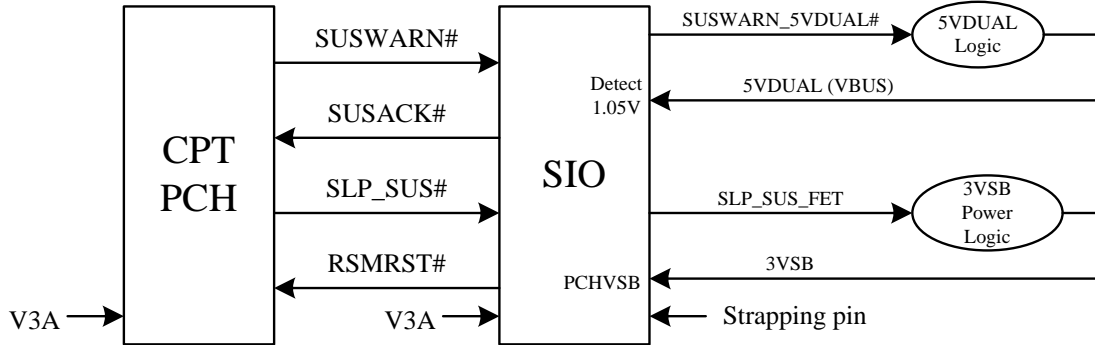 SUSWARN#
SUSACK#
SLP_SUS#
RSMRST#
CPT
PCH
V3A
SIO
Detect
1.05V
PCHVSB
V3A
SUSWARN_5VDUAL#
5VDUAL
Logic
5VDUAL (VBUS)
SLP_SUS_FET
3VSB
Power
Logic
3VSB
Strapping pin